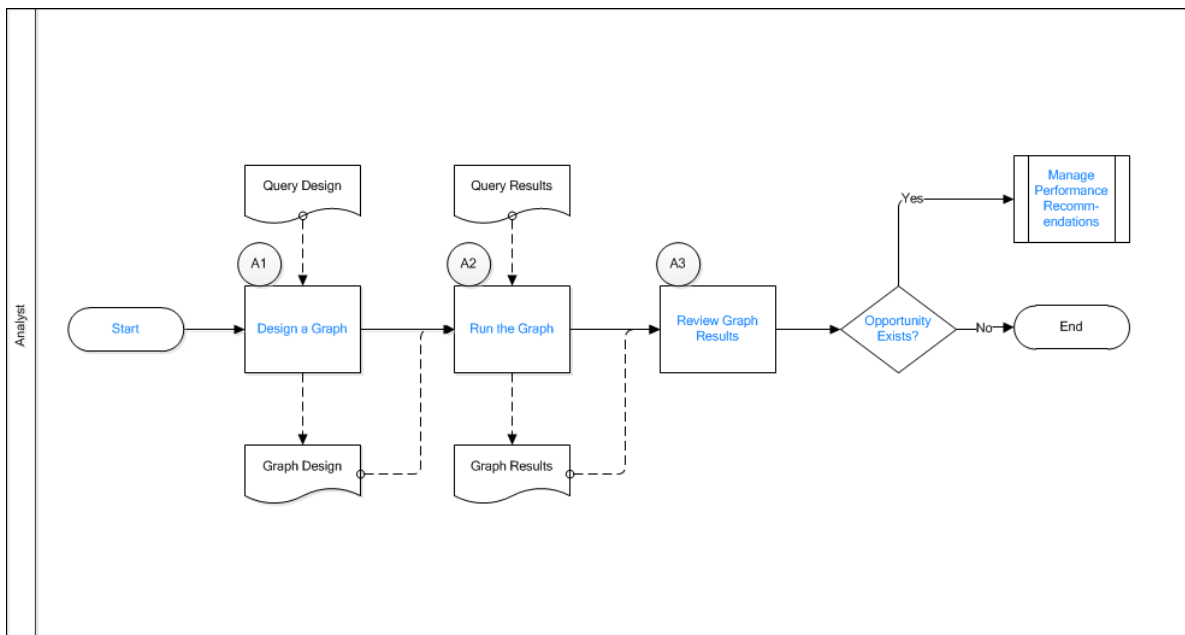 Analyst
Query Design
Query Results
Manage
Performance
Recomm-
endations
Yes
A1
A2
A3
Start
Design a Graph
Run the Graph
Review Graph
Results
Opportunity
Exists?
No
End
Graph Design
Graph Results